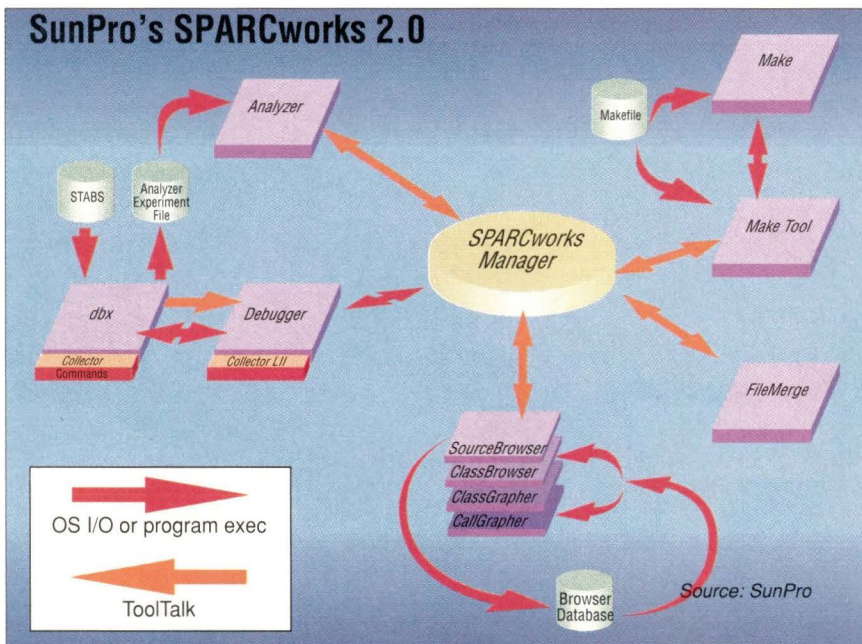 SunPro's SPARCworks 2.0
Analyzer
Makefile
Make
STABS
Analyzer
Experiment
File
SPARCworks
Manager
Make Tool
dbx
Collector
Commands
Debugger
Collector LII
FileMerge
SourceBrowser
ClassBrowser
ClassGrapher
CallGrapher
Browser
Database
OS I/O or program exec
ToolTalk
Source: SunPro